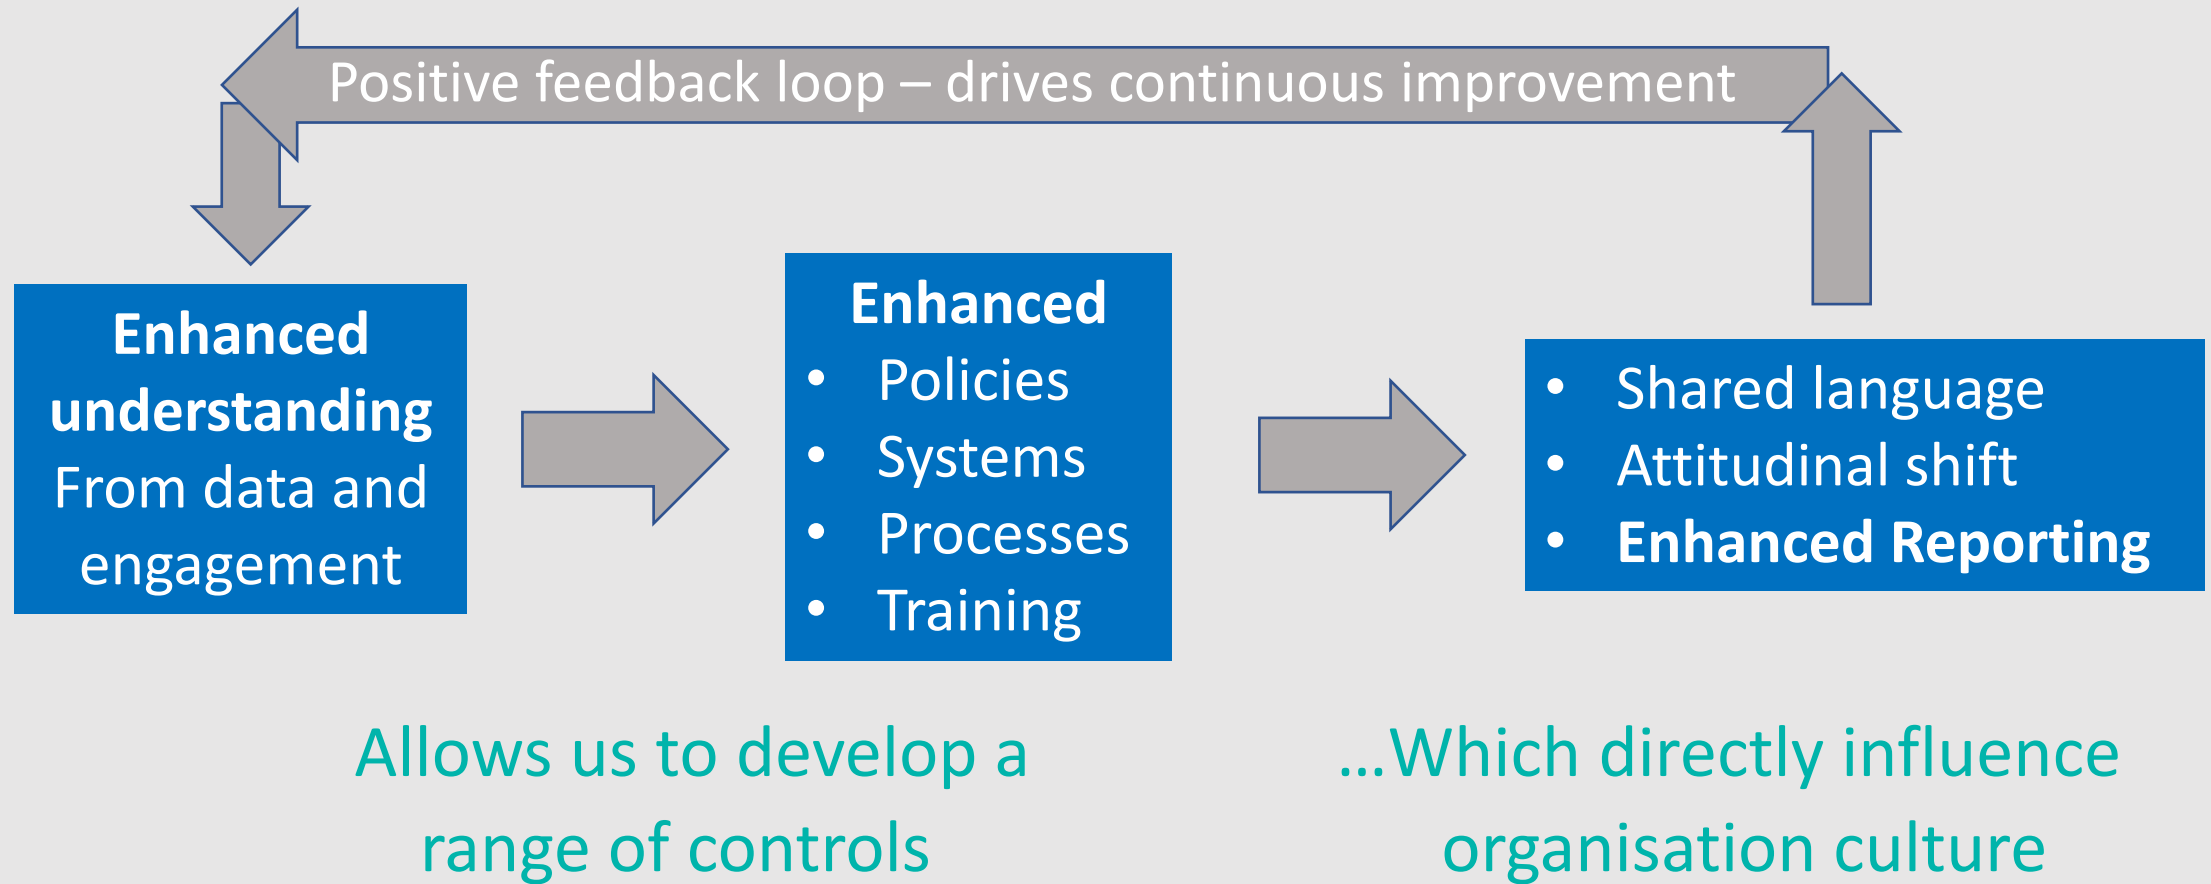 Positive feedback loop – drives continuous improvement
Enhanced
understanding
From data and
engagement
Enhanced
• Policies
• Systems
• Processes
• Training
• Shared language
• Attitudinal shift
• Enhanced Reporting
Allows us to develop a
range of controls
...Which directly influence
organisation culture